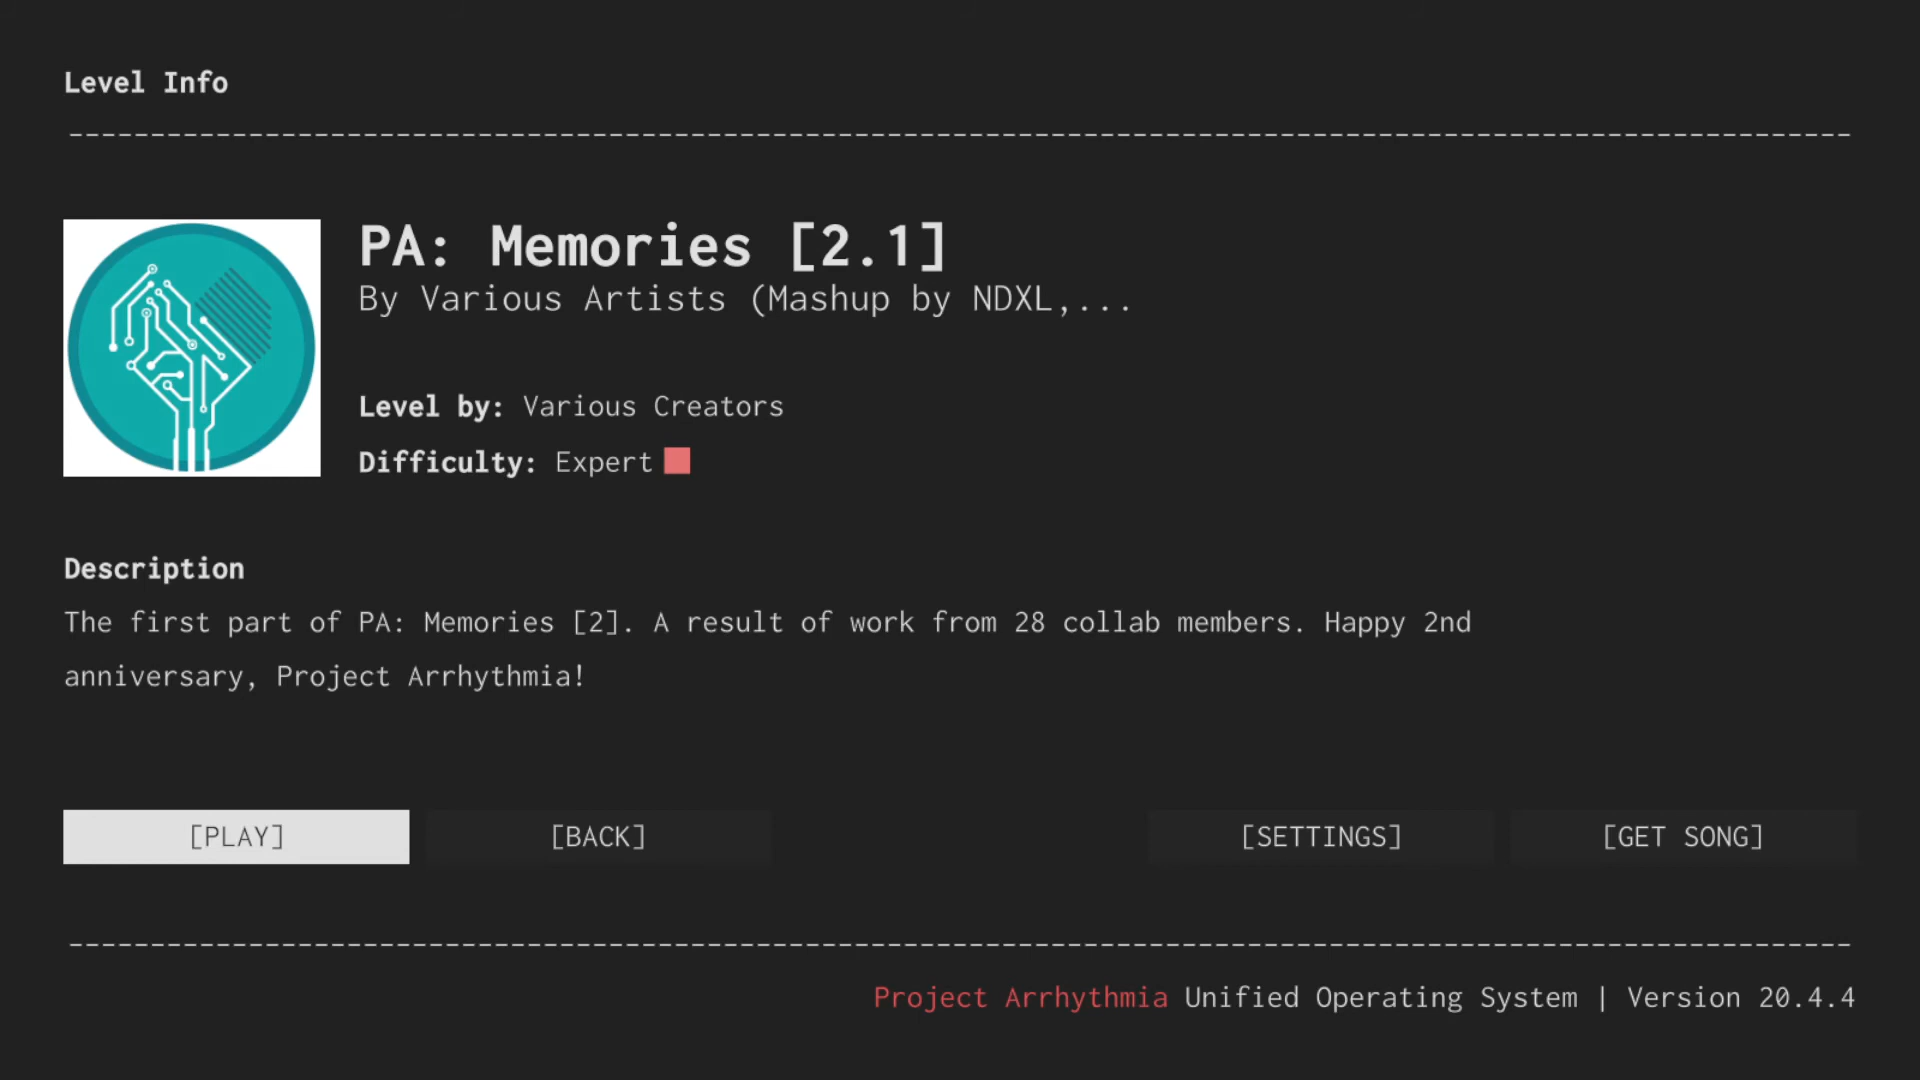 Level Info
PA: Memories [2.1]
By Various Artists (Mashup by NDXL,...
Level by: Various Creators
Difficulty: Expert
Description
The first part of PA: Memories [2]. A result of work from 28 collab members. Happy 2nd
anniversary, Project Arrhythmia!
[PLAY] [BACK] [SETTINGS] [GET SONG]
Project Arrhythmia Unified Operating System | Version 20.4.4